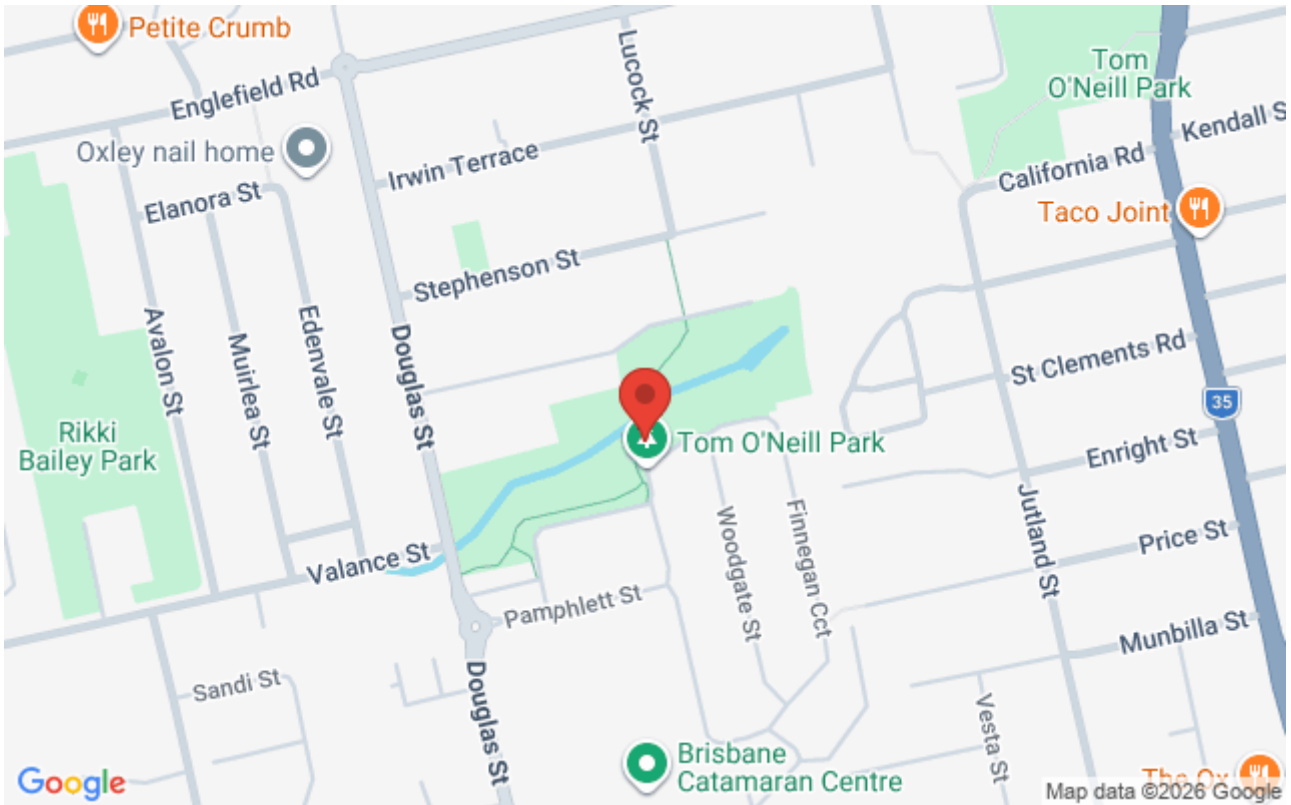 Petite Crumb
Englefield Rd
Lucock St
Tom
O'Neill Park
Kendall S
Oxley nail home
Irwin Terrace
California Rd
Elanora St
Taco Joint
Stephenson St
Avalon St
Muirlea St
Edenvale St
Douglas St
St Clements Rd
35
Rikki
Bailey Park
Tom O'Neill Park
Enright St
Jutland St
Woodgate St
Finnegan Cct
Price St
Valance St
Pamphlett St
Munbilla St
Sandi St
Douglas St
Vesta St
Brisbane
Catamaran Centre
The Ox
Google
Map data ©2026 Google